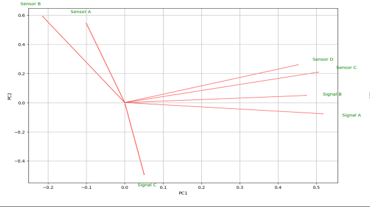 Sensor B
Sensor A
Sensor D
Sensor C
Signal B
Signal A
Signal C
0.6
0.4
0.2
0.0
−0.2
−0.4
PC2
−0.2
−0.1
0.0
0.1
0.2
0.3
0.4
0.5
PC1